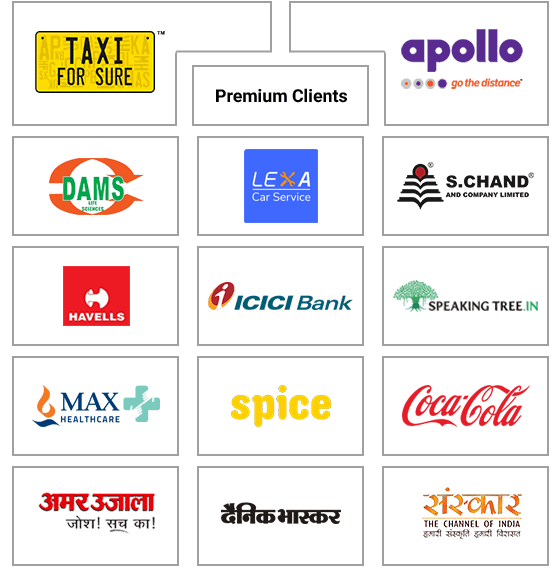 TAXI
FOR SURE
™
apollo
go the distance
Premium Clients
DAMS
LIFE
SCIENCES
LEXA
Car Service
S.CHAND®
AND COMPANY LIMITED
HAVELLS
ICICI Bank
SPEAKING TREE.IN
MAX
HEALTHCARE
spice
Coca-Cola
अमर उजाला
जोश! सच का!
दैनिक भास्कर
संस्कार
THE CHANNEL OF INDIA
हमारी संस्कृति हमारी विरासत